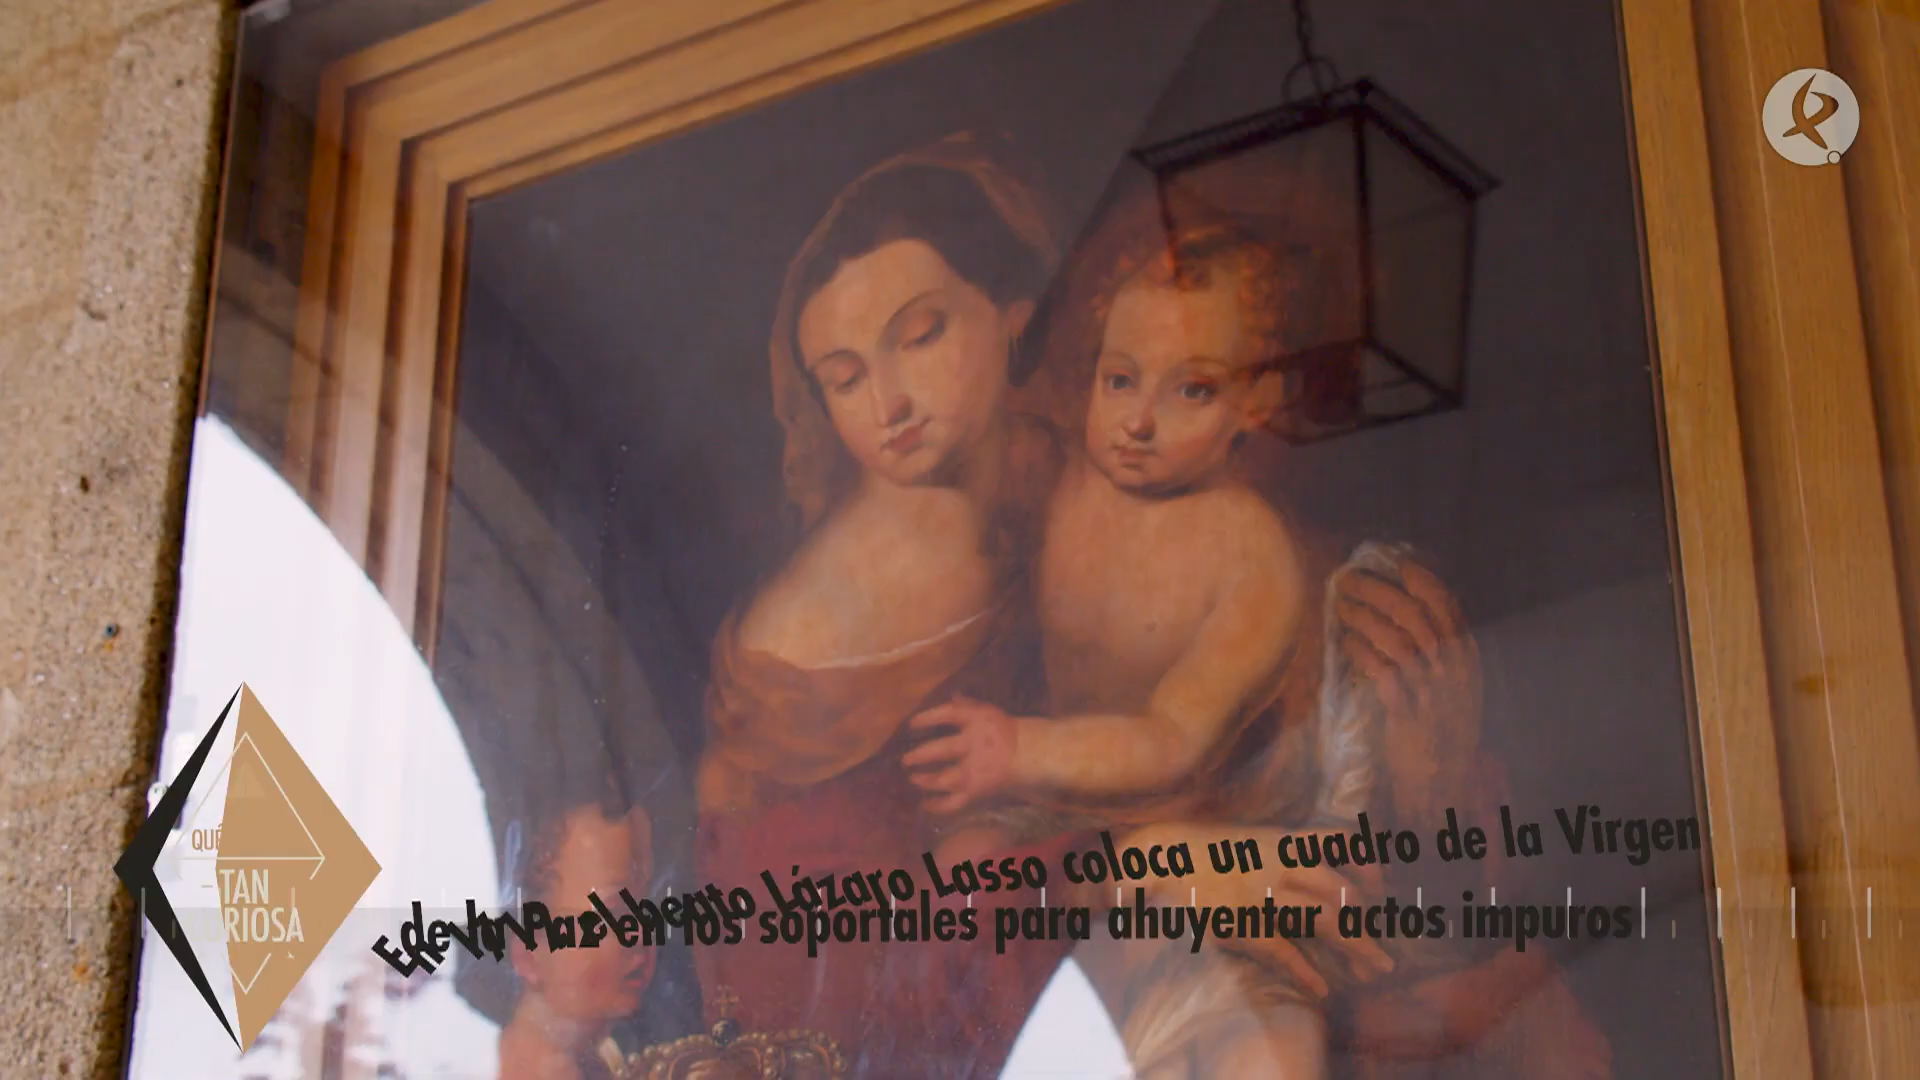 QUÉ
TAN
CURIOSA
Lázaro Lasso coloca un cuadro de la Virgen
en los soportales para ahuyentar actos impuros